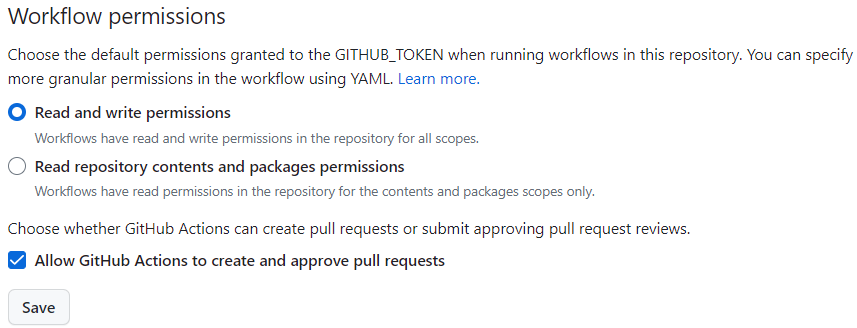 Workflow permissions
Choose the default permissions granted to the GITHUB_TOKEN when running workflows in this repository. You can specify
more granular permissions in the workflow using YAML. Learn more.
Read and write permissions
Workflows have read and write permissions in the repository for all scopes.
Read repository contents and packages permissions
Workflows have read permissions in the repository for the contents and packages scopes only.
Choose whether GitHub Actions can create pull requests or submit approving pull request reviews.
Allow GitHub Actions to create and approve pull requests
Save